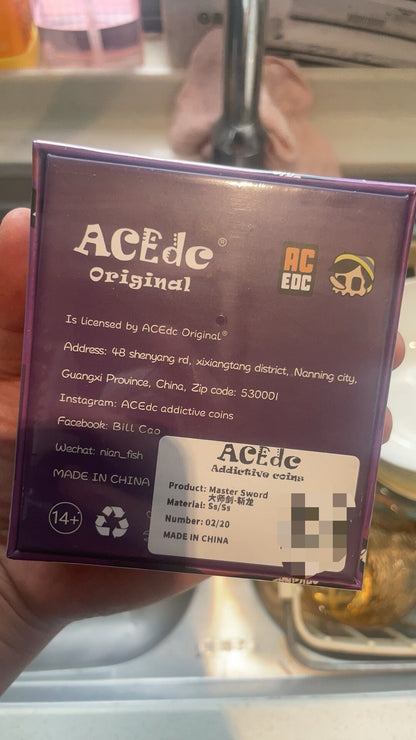 ACEdc®
Original
AC
EDC
Is licensed by ACEdc Original®
Address: 48 shenyang rd, xixiangtang district, Nanning city,
Guangxi Province, China, Zip code: 530001
Instagram: ACEdc addictive coins
Facebook: Bill Cao
Wechat: nian_fish
MADE IN CHINA
14+
ACEdc
Addictive coins
Product: Master Sword
大师剑-斩龙
Material: Ss/Ss
Number: 02/20
MADE IN CHINA